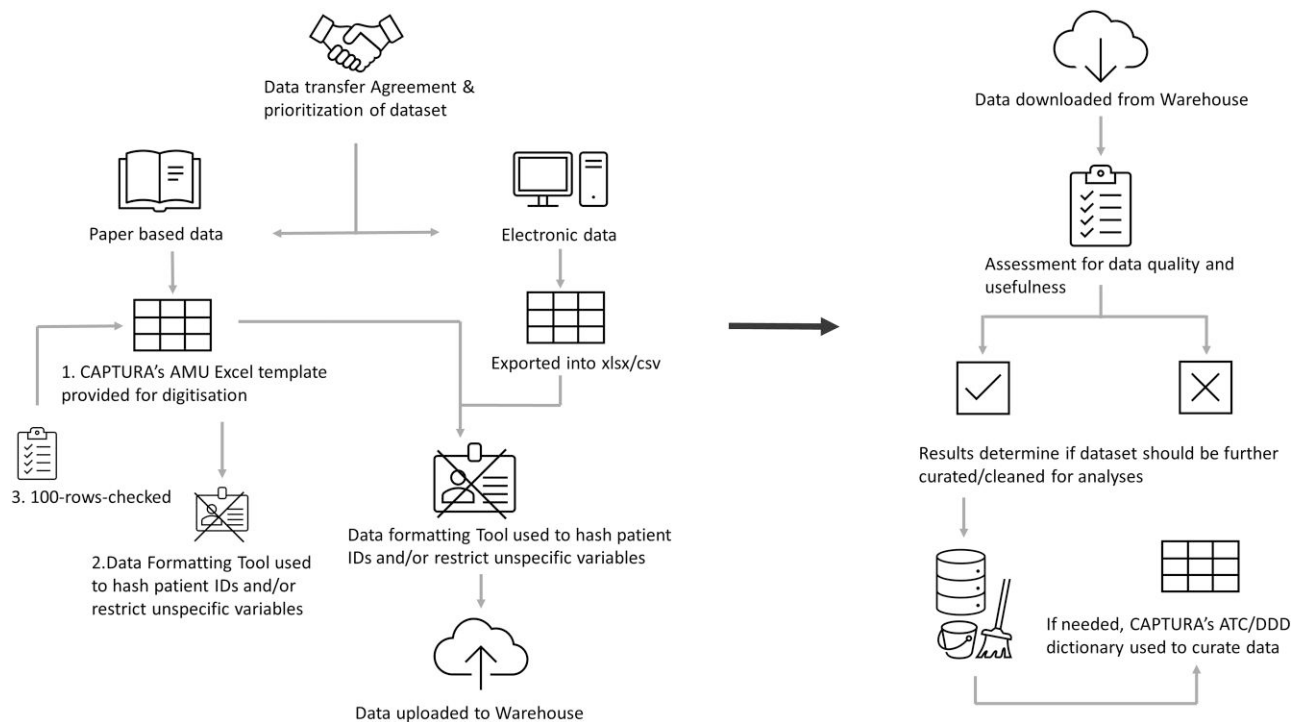 Data transfer Agreement &
prioritization of dataset
Paper based data
Electronic data
1. CAPTURA's AMU Excel template
provided for digitisation
Exported into xlsx/csv
3. 100-rows-checked
2.Data Formatting Tool used
to hash patient IDs and/or
restrict unspecific variables
Data formatting Tool used to hash patient
IDs and/or restrict unspecific variables
Data uploaded to Warehouse
Data downloaded from Warehouse
Assessment for data quality and
usefulness
Results determine if dataset should be further
curated/cleaned for analyses
If needed, CAPTURA's ATC/DDD
dictionary used to curate data